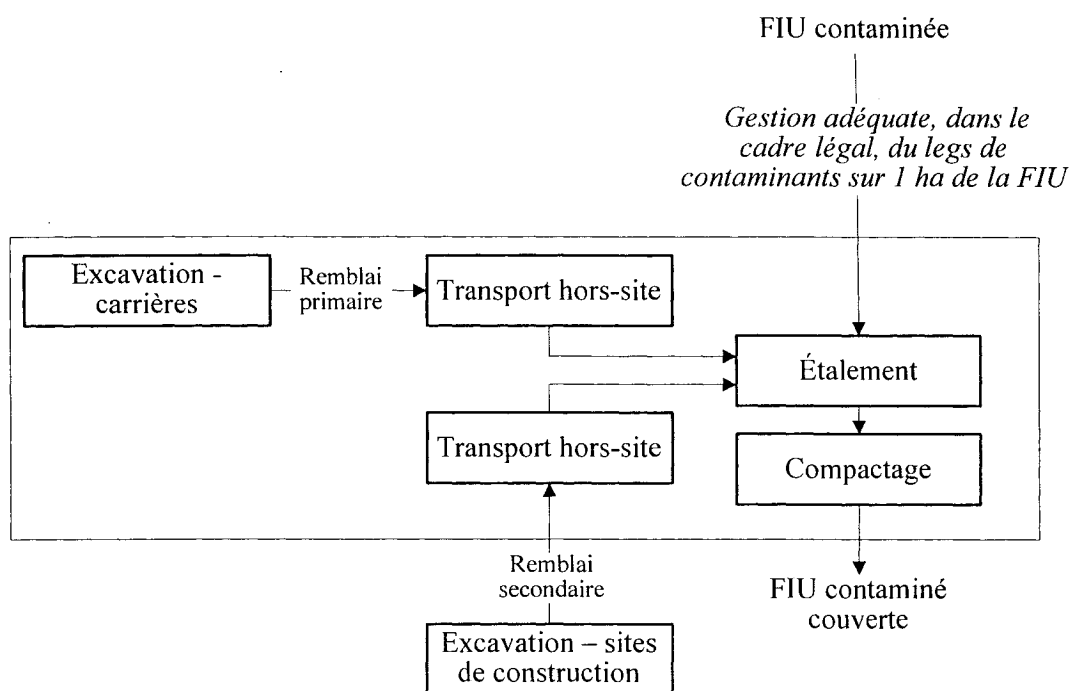 FIU contaminée
Gestion adéquate, dans le
cadre légal, du legs de
contaminants sur 1 ha de la FIU
Excavation -
carrières
Remblai
primaire
Transport hors-site
Étalement
Transport hors-site
Compactage
Remblai
secondaire
FIU contaminé
couverte
Excavation – sites
de construction